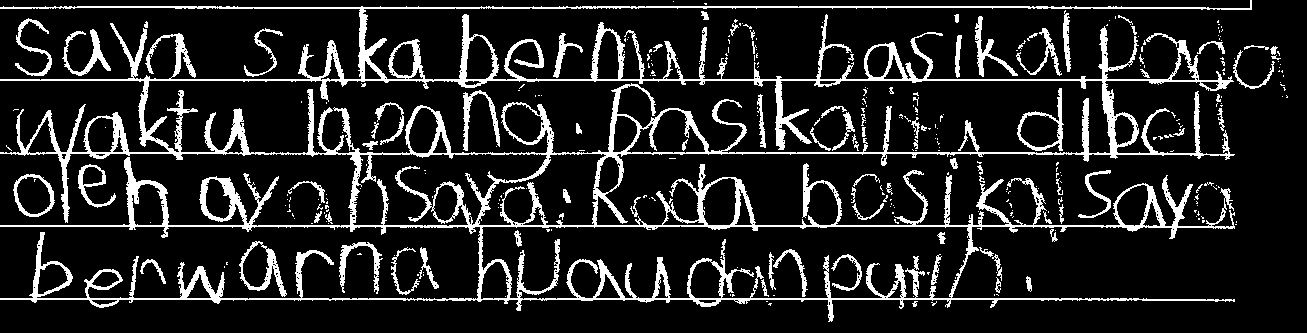 Saya suka bermain basikal pada
waktu lapang. Basikal itu dibeli
oleh ayah saya. Roda basikal saya
berwarna hijau dan putih.